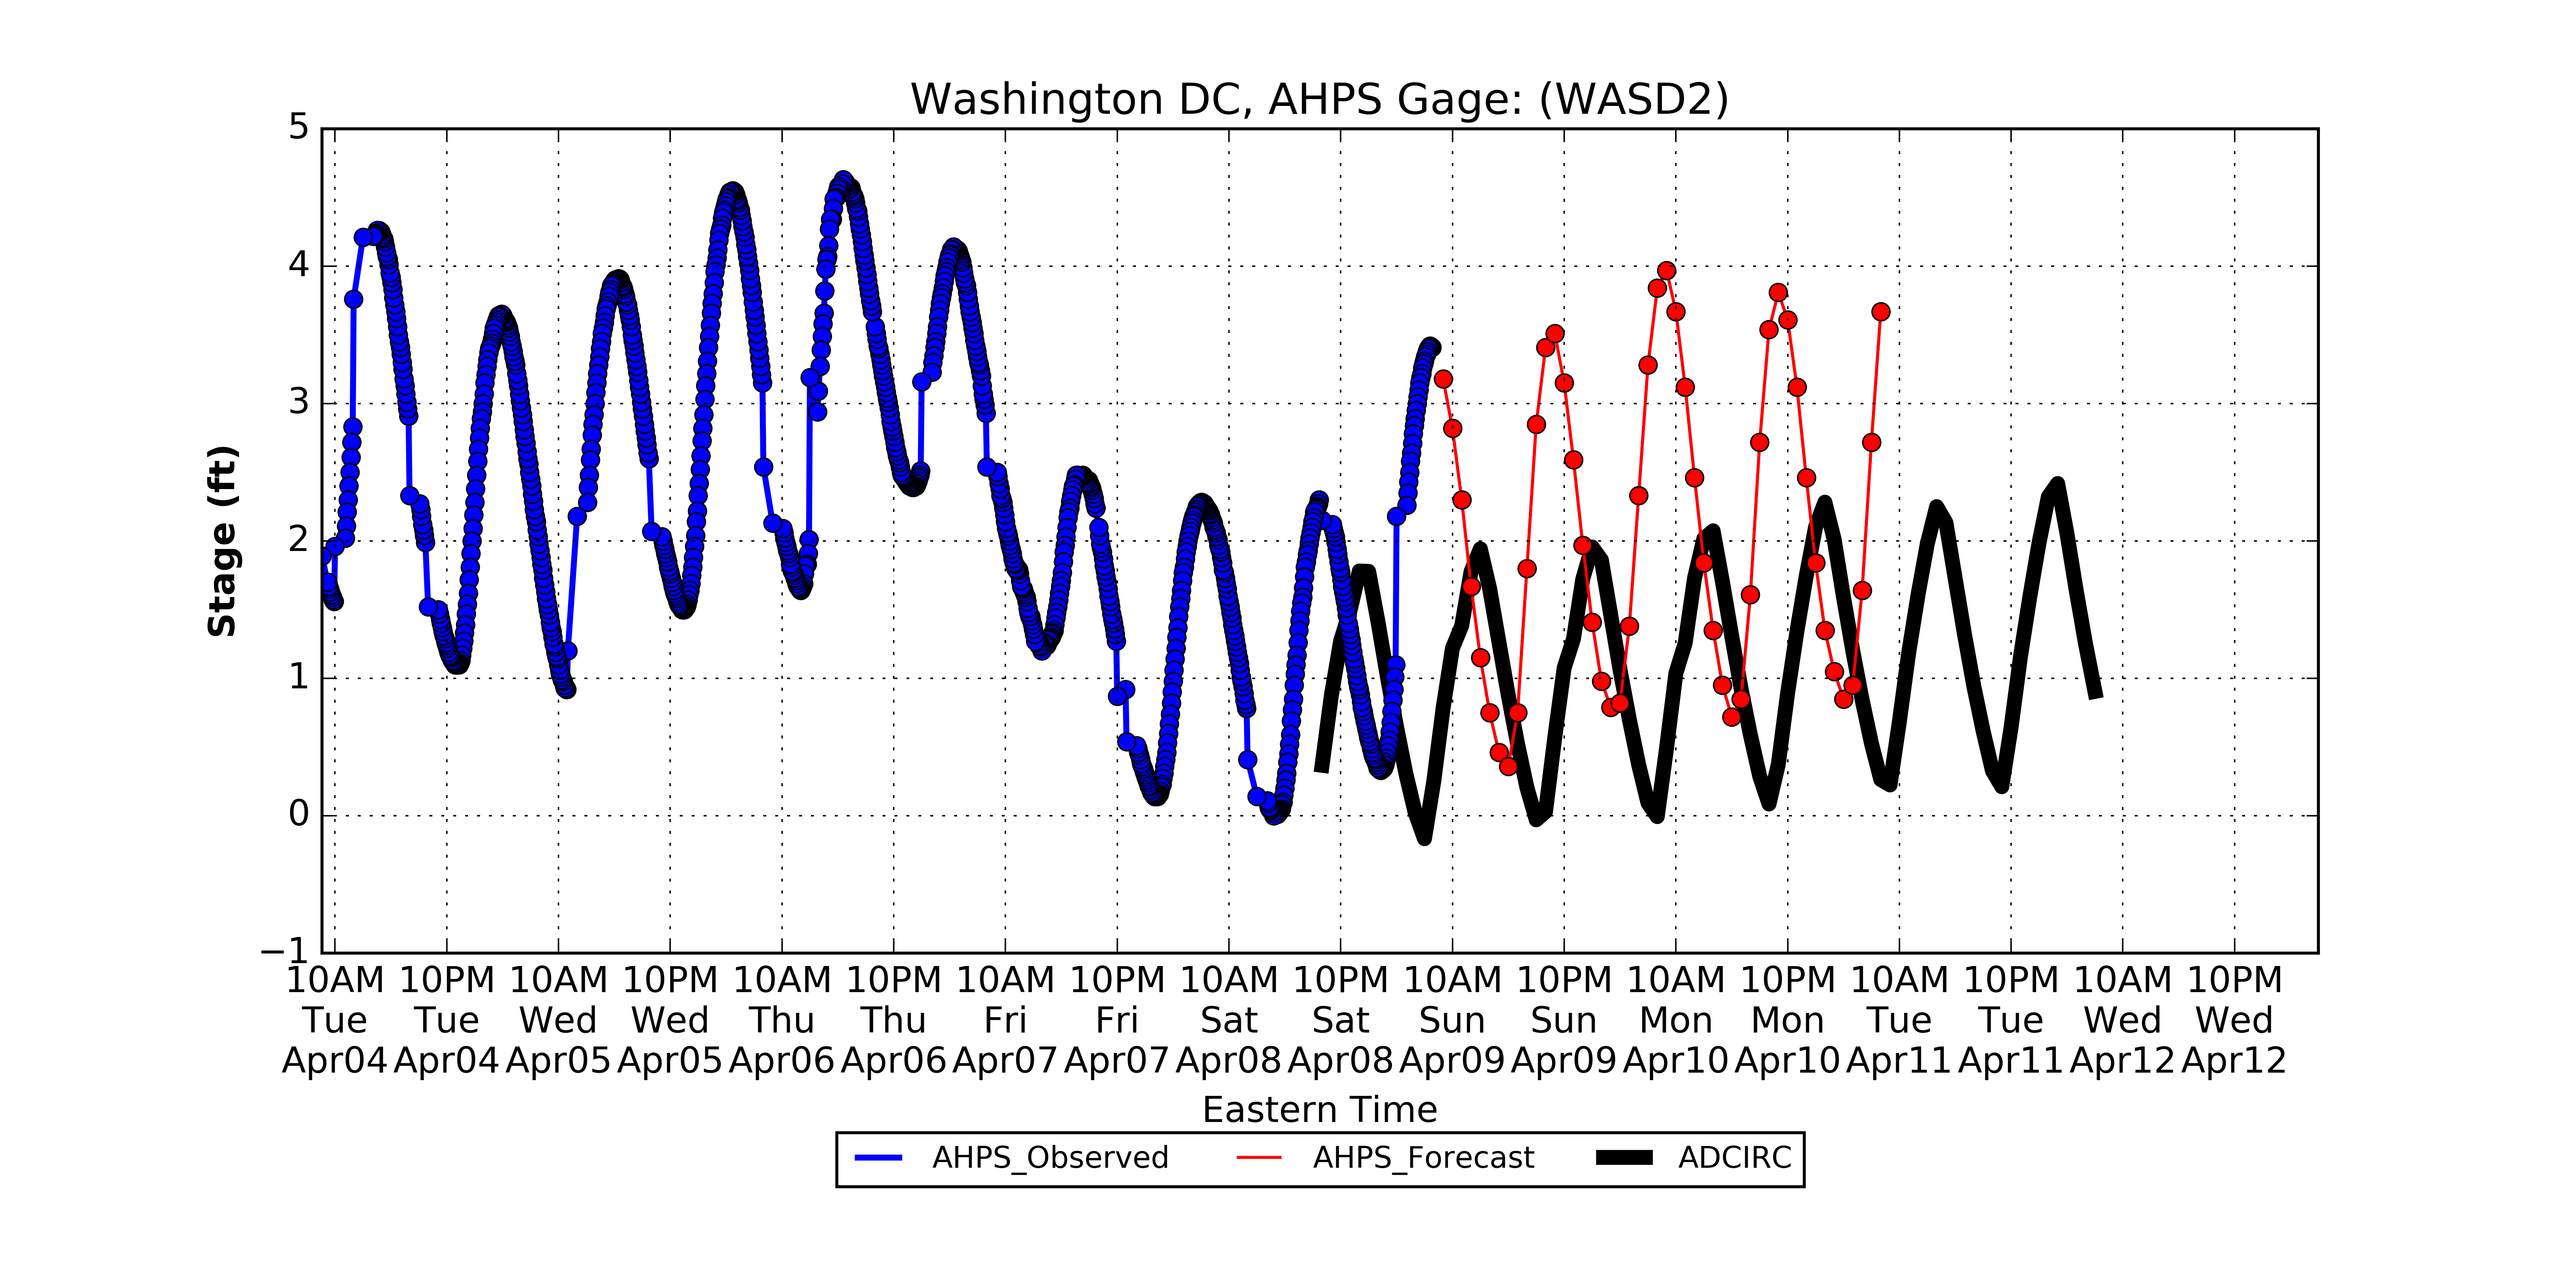 Washington DC, AHPS Gage: (WASD2)
5
4
3
2
1
0
−1
Stage (ft)
10AM 10PM 10AM 10PM 10AM 10PM 10AM 10PM 10AM 10PM 10AM 10PM 10AM 10PM 10AM 10PM 10AM 10PM
Tue Tue Wed Wed Thu Thu Fri Fri Sat Sat Sun Sun Mon Mon Tue Tue Wed Wed
Apr04 Apr04 Apr05 Apr05 Apr06 Apr06 Apr07 Apr07 Apr08 Apr08 Apr09 Apr09 Apr10 Apr10 Apr11 Apr11 Apr12 Apr12
Eastern Time
AHPS_Observed AHPS_Forecast ADCIRC